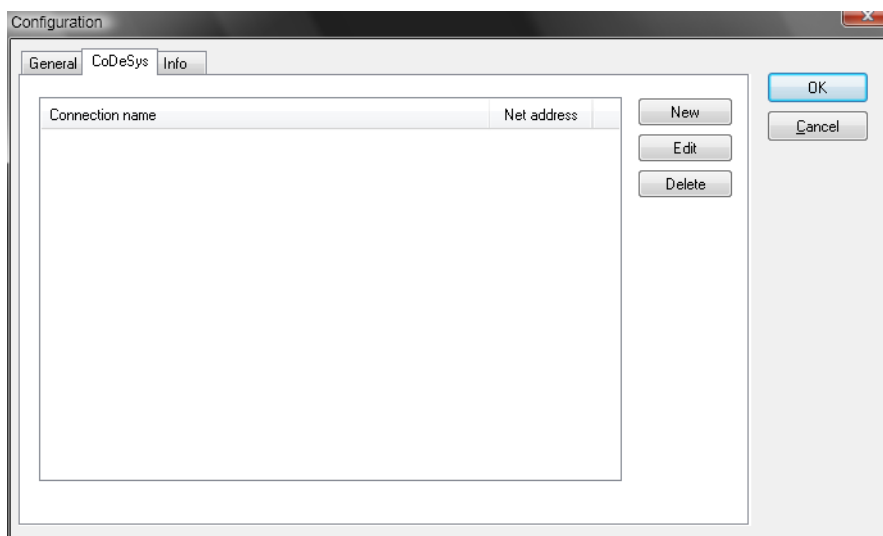 Configuration
General CoDeSys Info
OK
Connection name Net address New
Cancel
Edit
Delete